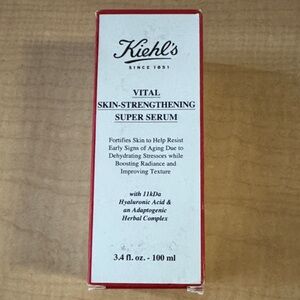 Kiehl's
SINCE 1851
VITAL
SKIN-STRENGTHENING
SUPER SERUM
Fortifies Skin to Help Resist
Early Signs of Aging Due to
Dehydrating Stressors while
Boosting Radiance and
Improving Texture
with 11kDa
Hyaluronic Acid &
an Adaptogenic
Herbal Complex
3.4 fl. oz. - 100 ml